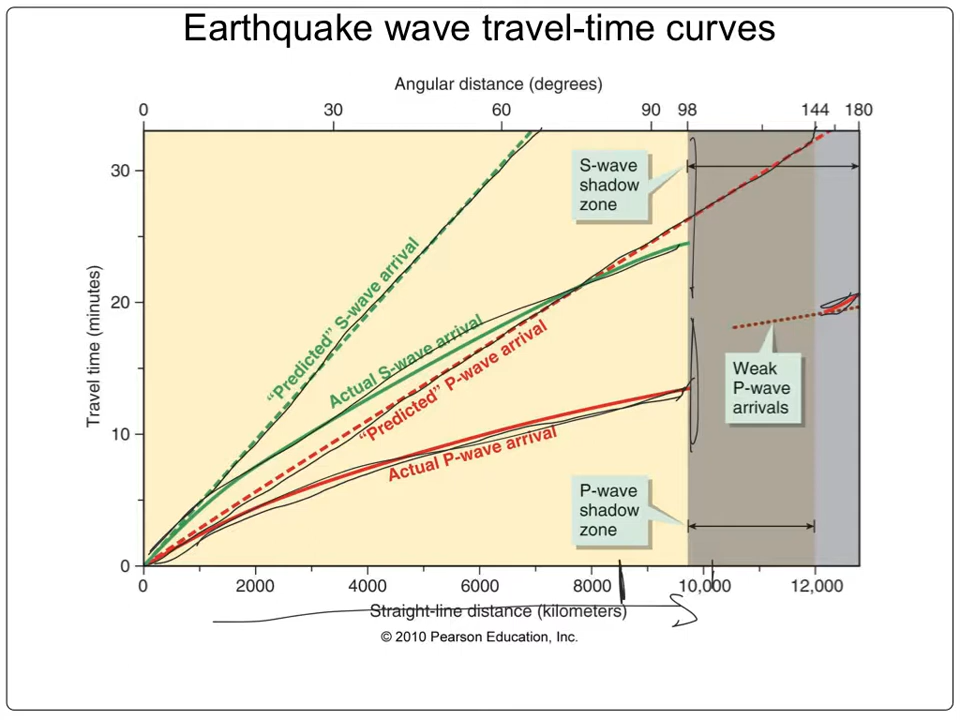 Earthquake wave travel-time curves
Angular distance (degrees)
0 30 60 90 98 144 180
30
20
10
0
Travel time (minutes)
S-wave
shadow
zone
"Predicted" S-wave arrival
Actual S-wave arrival
"Predicted" P-wave arrival
Actual P-wave arrival
Weak
P-wave
arrivals
P-wave
shadow
zone
0 2000 4000 6000 8000 10,000 12,000
Straight-line distance (kilometers)
© 2010 Pearson Education, Inc.